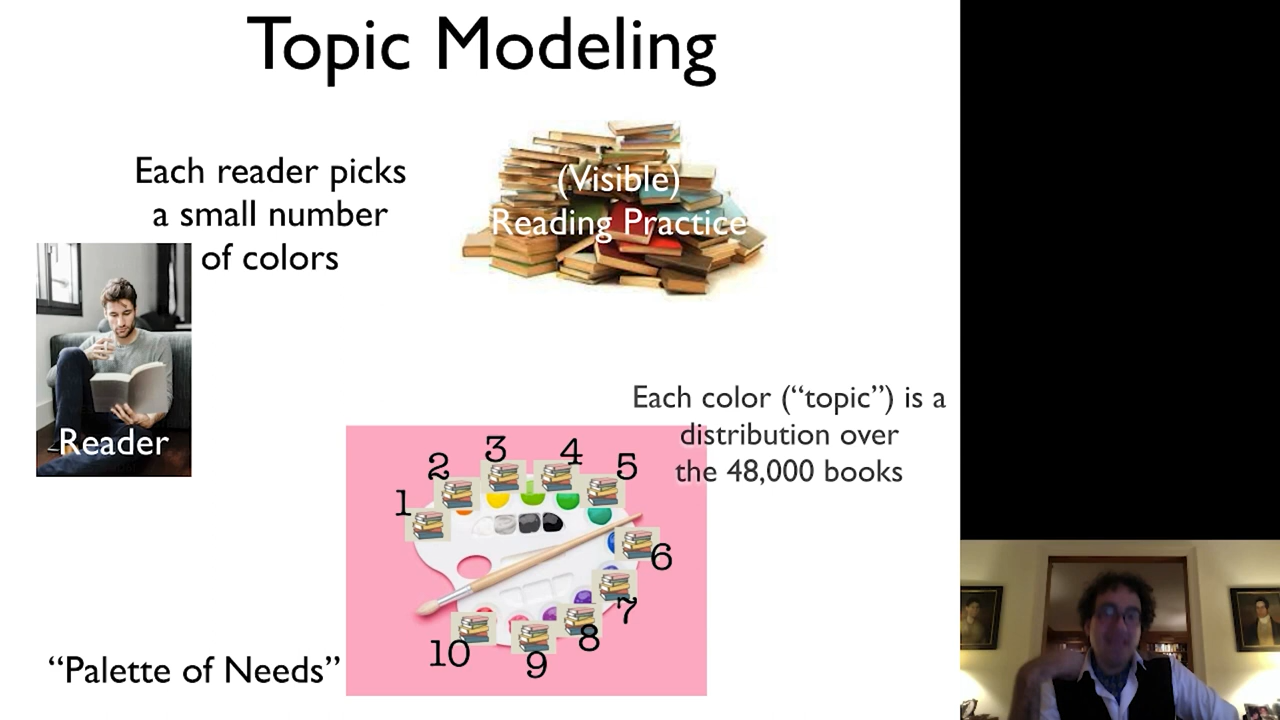 Topic Modeling
Each reader picks
a small number
of colors
(Visible)
Reading Practice
Reader
Each color (“topic”) is a
distribution over
the 48,000 books
1
2
3
4
5
6
7
8
9
10
“Palette of Needs”